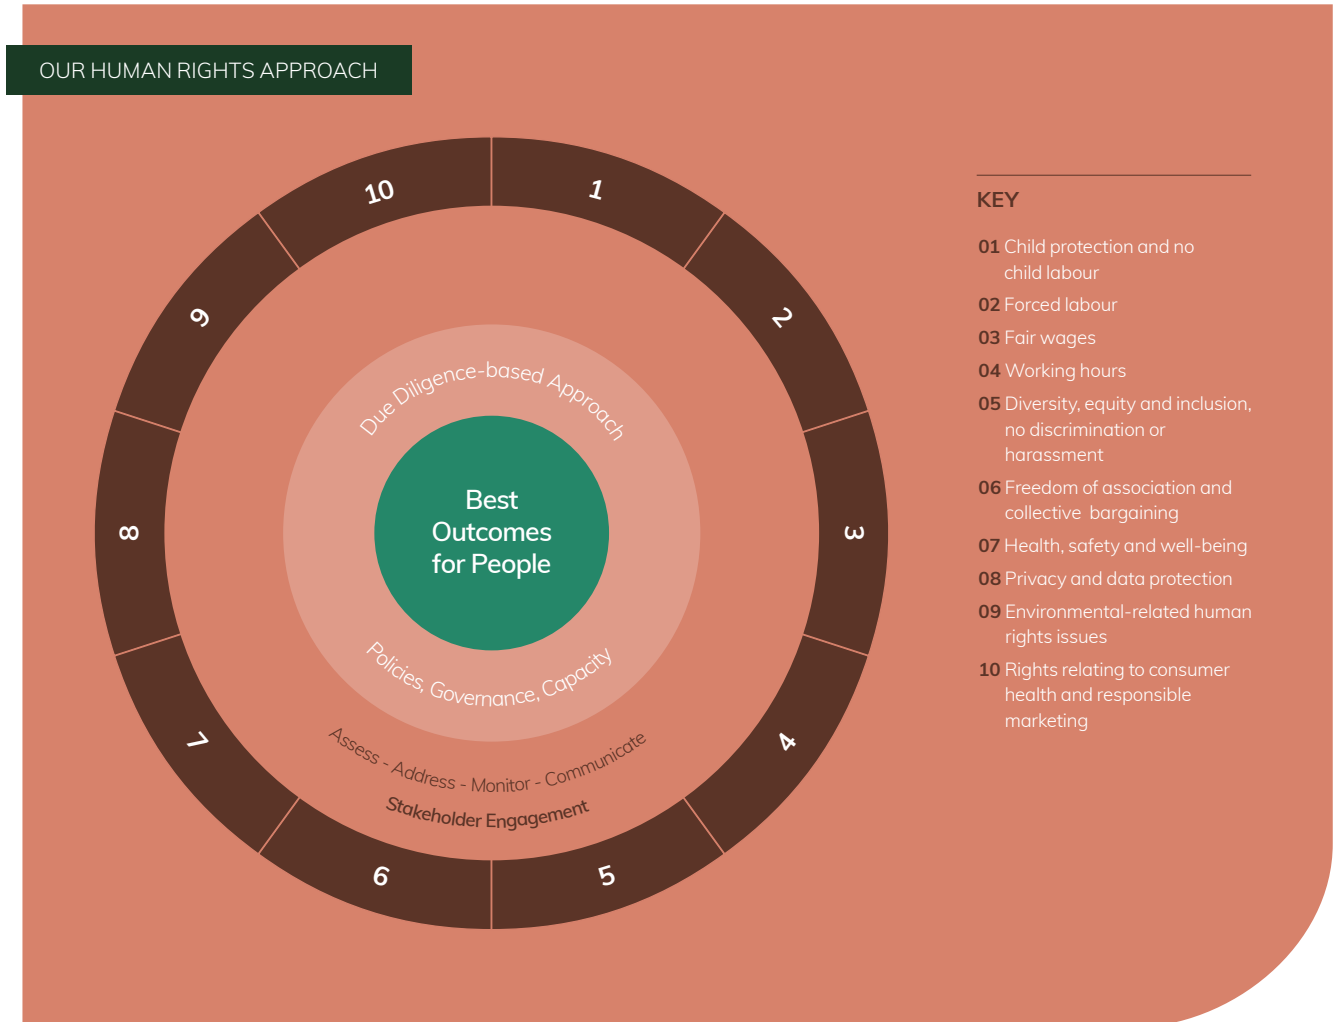 OUR HUMAN RIGHTS APPROACH
10
1
9
2
8
3
7
4
6
5
Due Diligence-based Approach
Best
Outcomes
for People
Policies, Governance, Capacity
Assess - Address - Monitor - Communicate
Stakeholder Engagement
KEY
01 Child protection and no
child labour
02 Forced labour
03 Fair wages
04 Working hours
05 Diversity, equity and inclusion,
no discrimination or
harassment
06 Freedom of association and
collective bargaining
07 Health, safety and well-being
08 Privacy and data protection
09 Environmental-related human
rights issues
10 Rights relating to consumer
health and responsible
marketing